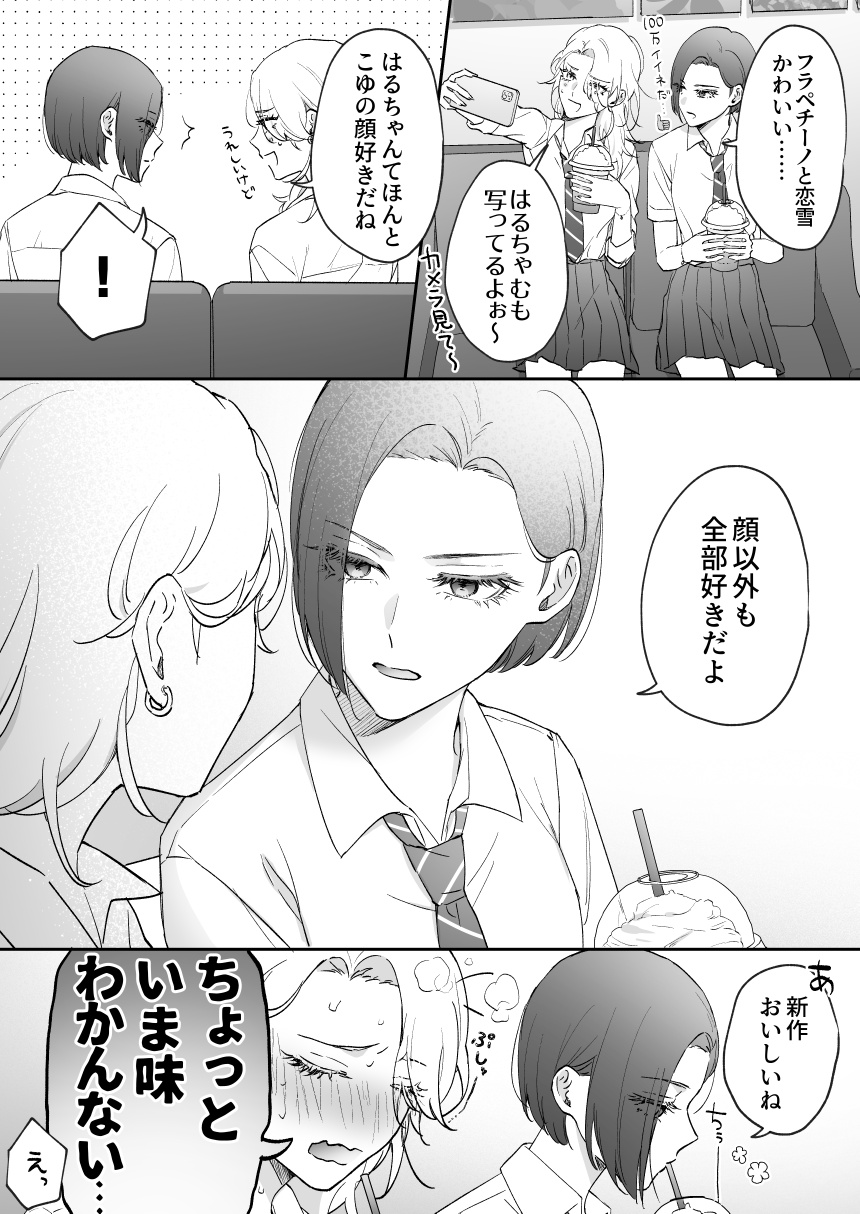 フラペチーノと恋雪
かわいい……
100万イイネだ…
はるちゃむも
写ってるよぉ〜
カメラ見て〜
はるちゃんてほんと
こゆの顔好きだね
うれしいけど
！
顔以外も
全部好きだよ
あ、
新作
おいしいね
ちぅ
ぷしゅ
ちょっと
いま味
わかんない…
えっ